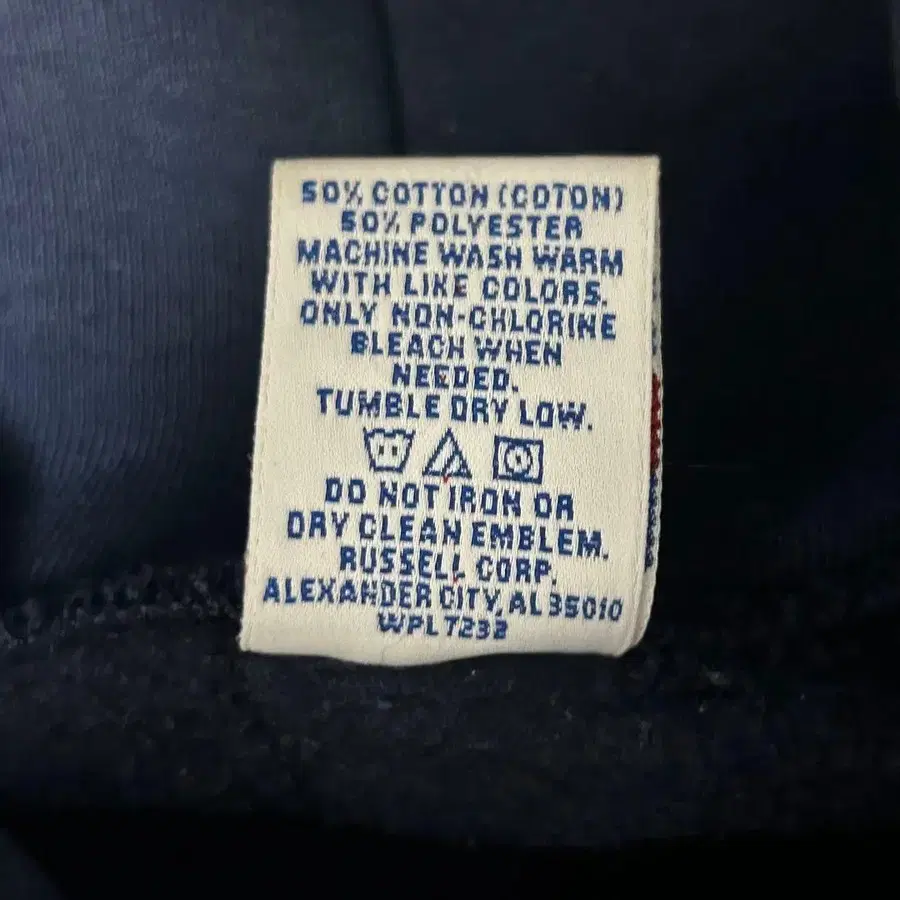 50% COTTON (COTON)
50% POLYESTER
MACHINE WASH WARM
WITH LIKE COLORS.
ONLY NON-CHLORINE
BLEACH WHEN
NEEDED.
TUMBLE DRY LOW.
DO NOT IRON OR
DRY CLEAN EMBLEM.
RUSSELL CORP.
ALEXANDER CITY, AL 35010
WPL 7232